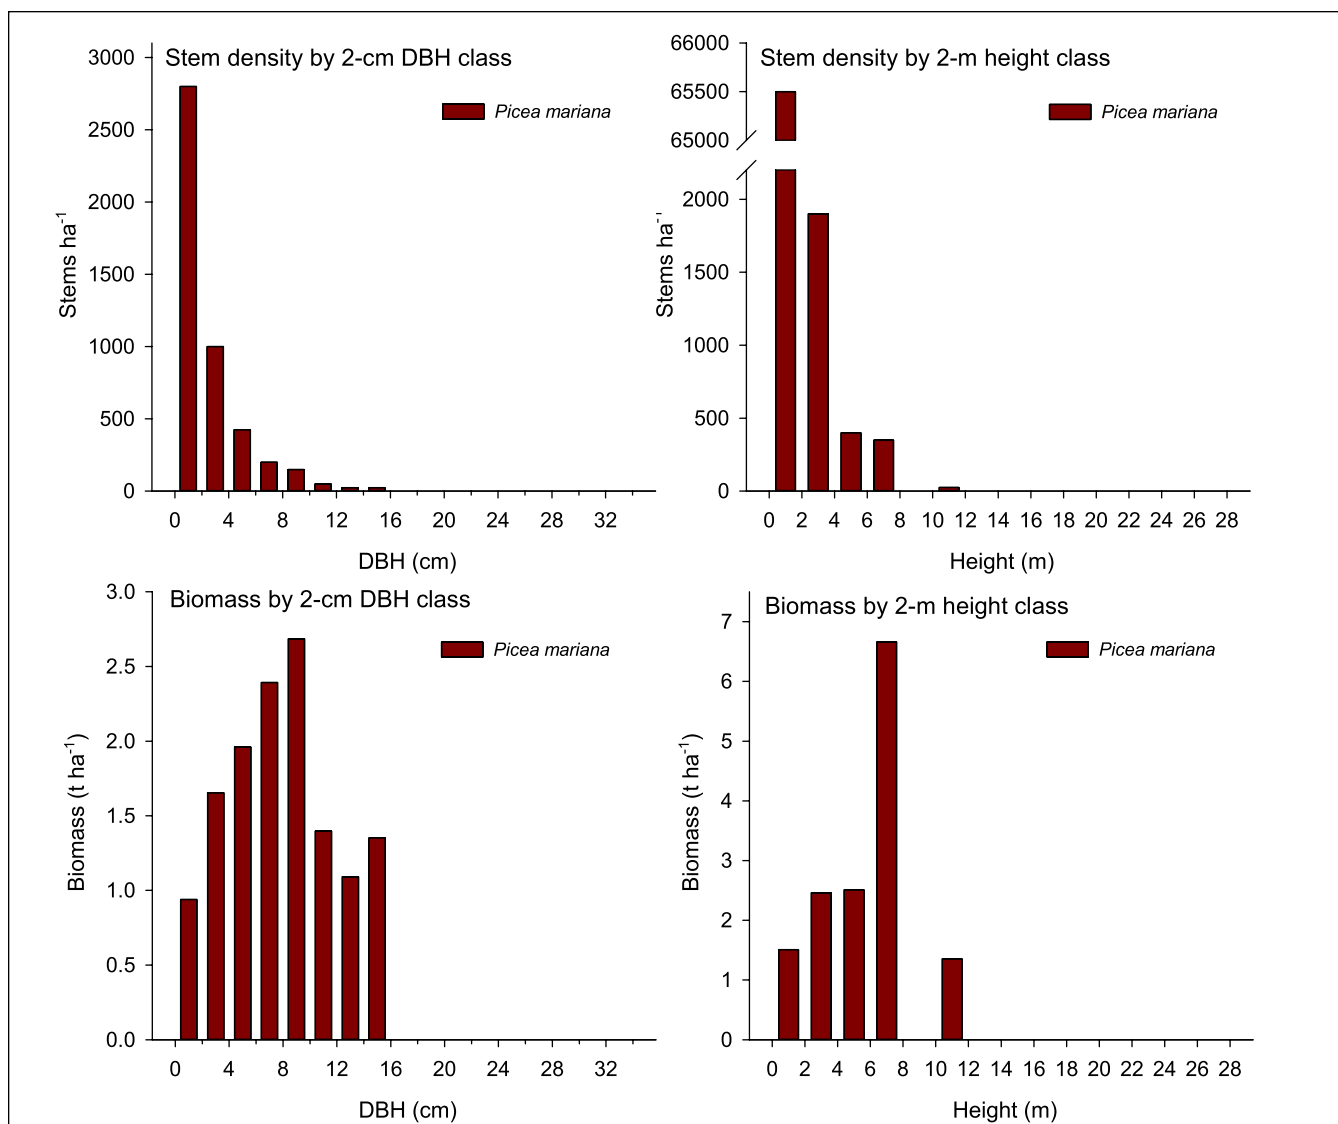 Stem density by 2-cm DBH class
Picea mariana
3000
2500
2000
1500
1000
500
0
Stems ha-1
0 4 8 12 16 20 24 28 32
DBH (cm)
Stem density by 2-m height class
Picea mariana
66000
65500
65000
2000
1500
1000
500
0
Stems ha-1
0 2 4 6 8 10 12 14 16 18 20 22 24 26 28
Height (m)
Biomass by 2-cm DBH class
Picea mariana
3.0
2.5
2.0
1.5
1.0
0.5
0.0
Biomass (t ha-1)
0 4 8 12 16 20 24 28 32
DBH (cm)
Biomass by 2-m height class
Picea mariana
7
6
5
4
3
2
1
0
Biomass (t ha-1)
0 2 4 6 8 10 12 14 16 18 20 22 24 26 28
Height (m)